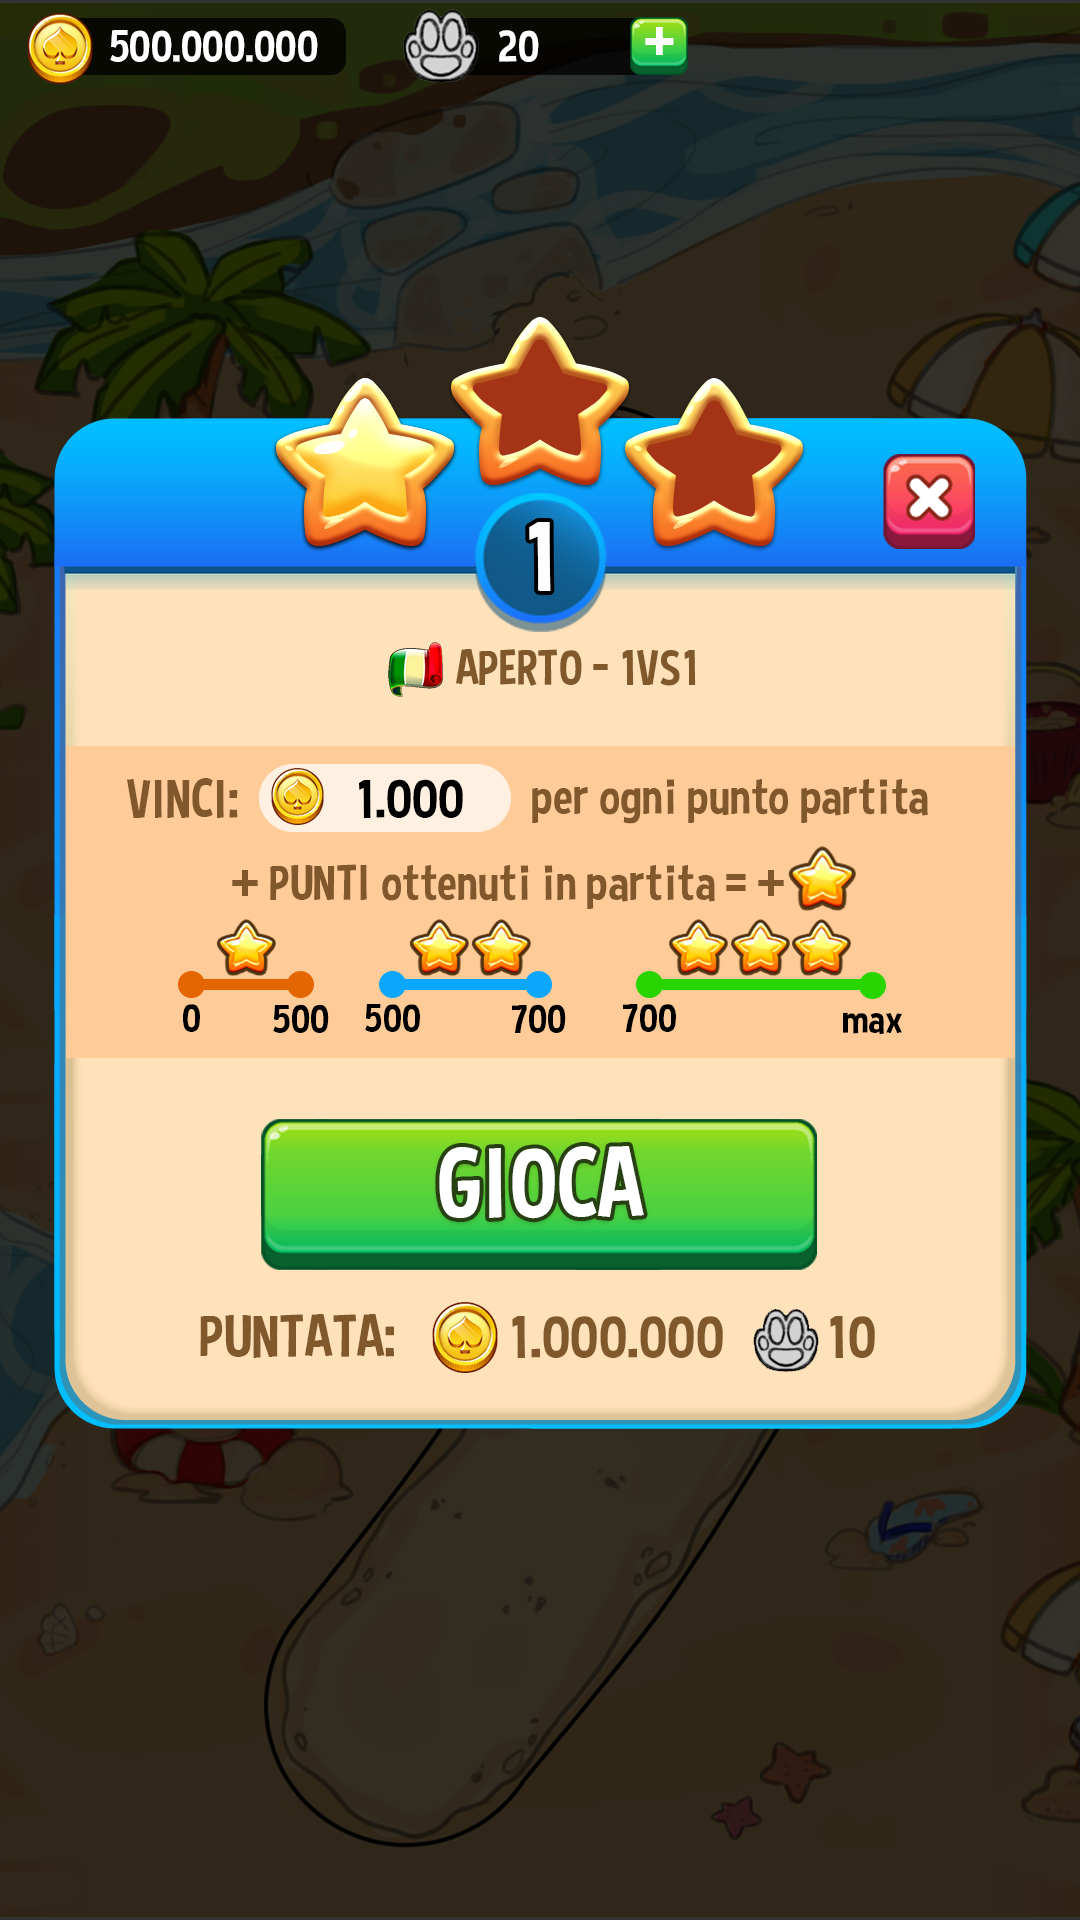 500.000.000 20
1
APERTO - 1VS1
VINCI: 1.000 per ogni punto partita
+ PUNTI ottenuti in partita = +
0 500 500 700 700 max
GIOCA
PUNTATA: 1.000.000 10